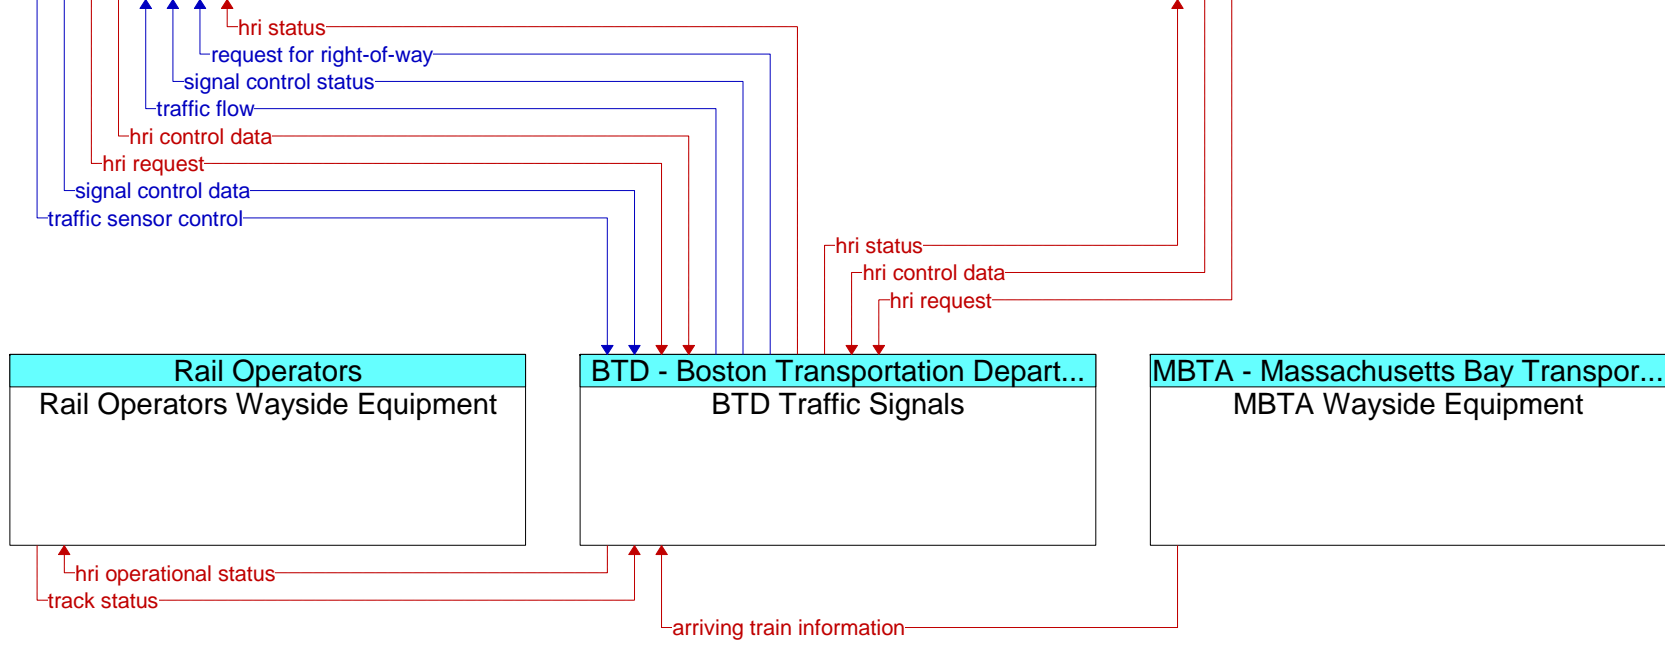 hri status
request for right-of-way
signal control status
traffic flow
hri control data
hri request
signal control data
traffic sensor control
hri status
hri control data
hri request
Rail Operators
Rail Operators Wayside Equipment
BTD - Boston Transportation Depart...
BTD Traffic Signals
MBTA - Massachusetts Bay Transpor...
MBTA Wayside Equipment
hri operational status
track status
arriving train information